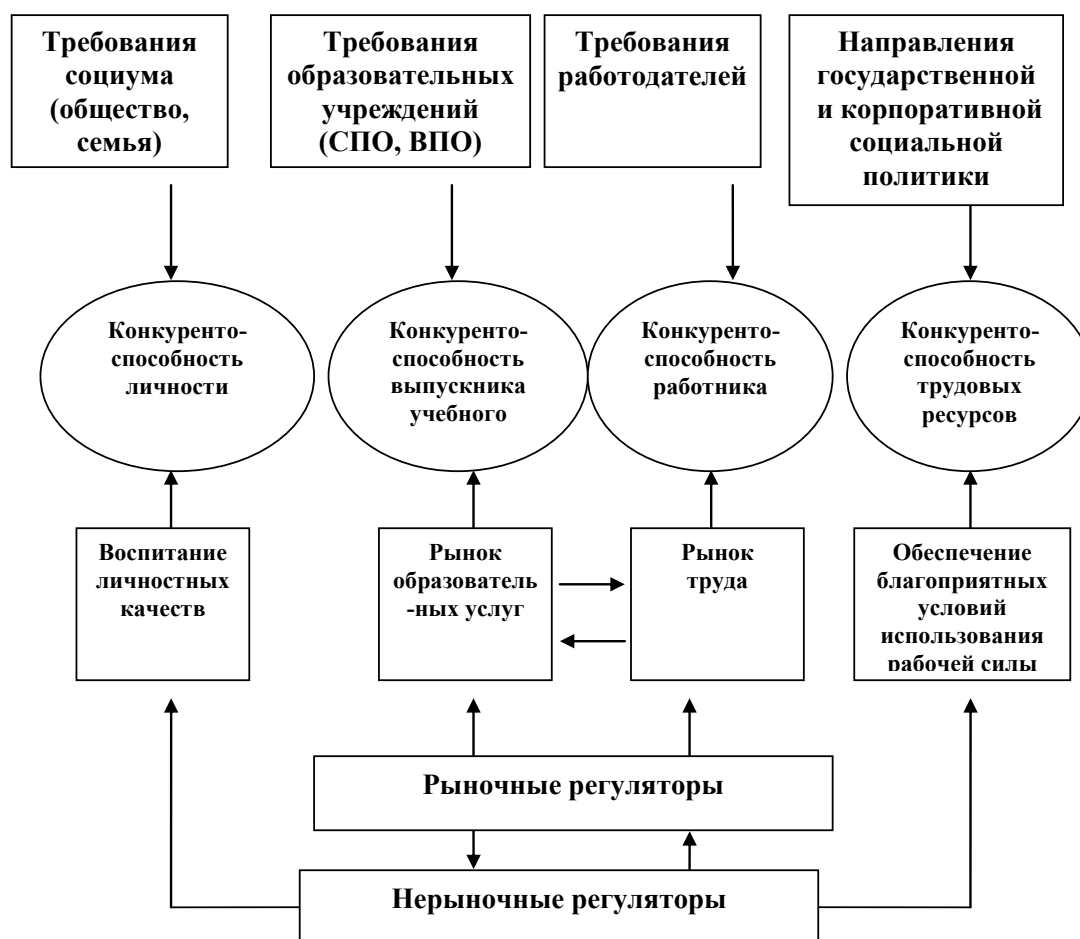 Требования
социума
(общество,
семья)
Требования
образовательных
учреждений
(СПО, ВПО)
Требования
работодателей
Направления
государственной
и корпоративной
социальной
политики
Конкуренто-
способность
личности
Конкуренто-
способность
выпускника
учебного
Конкуренто-
способность
работника
Конкуренто-
способность
трудовых
ресурсов
Воспитание
личностных
качеств
Рынок
образователь
-ных услуг
Рынок
труда
Обеспечение
благоприятных
условий
использования
рабочей силы
Рыночные регуляторы
Нерыночные регуляторы